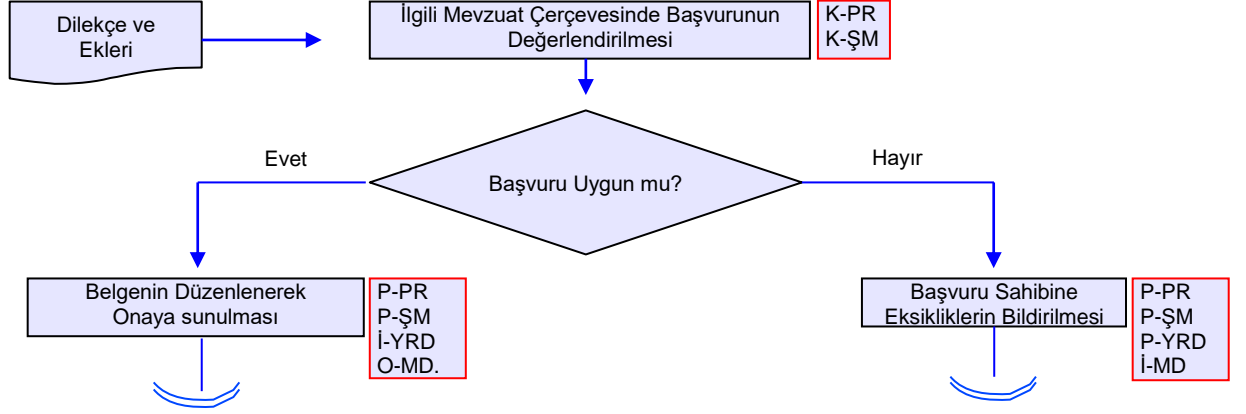 Dilekçe ve
Ekleri
İlgili Mevzuat Çerçevesinde Başvurunun
Değerlendirilmesi
K-PR
K-ŞM
Evet
Başvuru Uygun mu?
Hayır
Belgenin Düzenlenerek
Onaya sunulması
P-PR
P-ŞM
İ-YRD
O-MD.
Başvuru Sahibine
Eksikliklerin Bildirilmesi
P-PR
P-ŞM
P-YRD
İ-MD